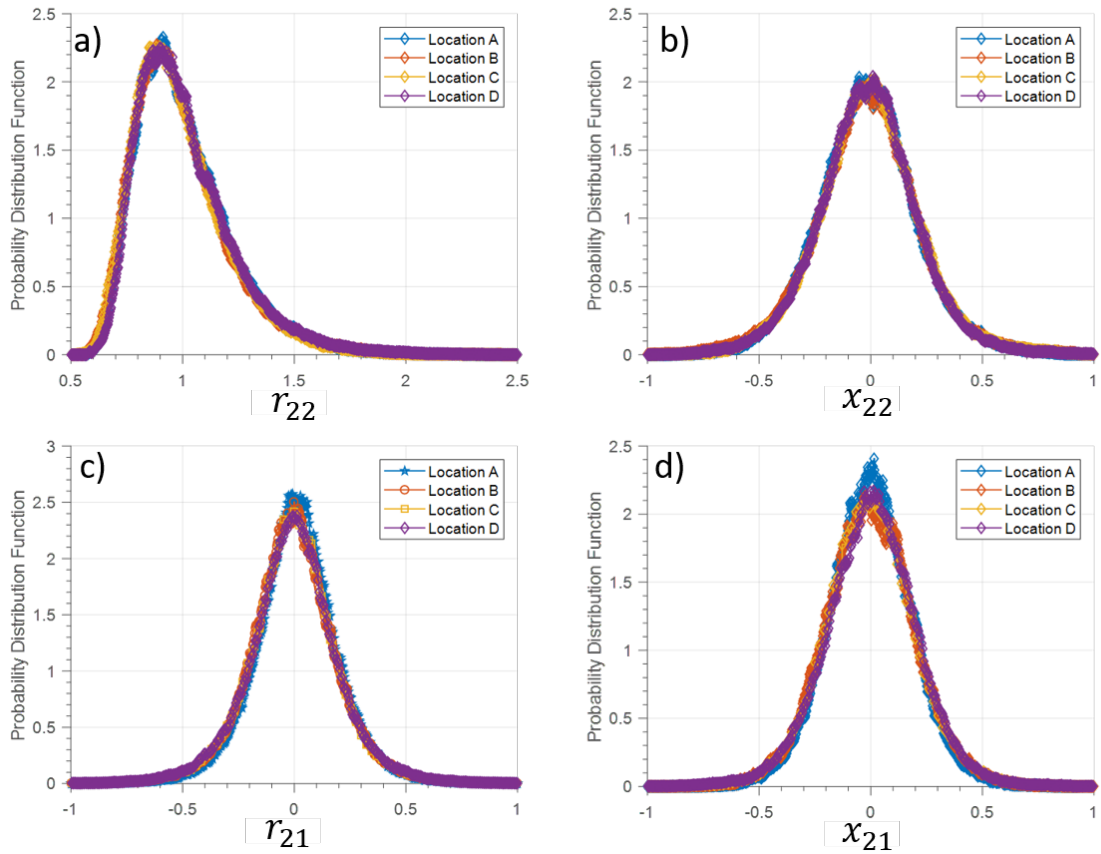 a)
2.5
2
1.5
1
0.5
0
Probability Distribution Function
Location A
Location B
Location C
Location D
0.5 1 1.5 2 2.5
r22
b)
2.5
2
1.5
1
0.5
0
Probability Distribution Function
Location A
Location B
Location C
Location D
-1 -0.5 0 0.5 1
x22
c)
3
2.5
2
1.5
1
0.5
0
Probability Distribution Function
Location A
Location B
Location C
Location D
-1 -0.5 0 0.5 1
r21
d)
2.5
2
1.5
1
0.5
0
Probability Distribution Function
Location A
Location B
Location C
Location D
-1 -0.5 0 0.5 1
x21